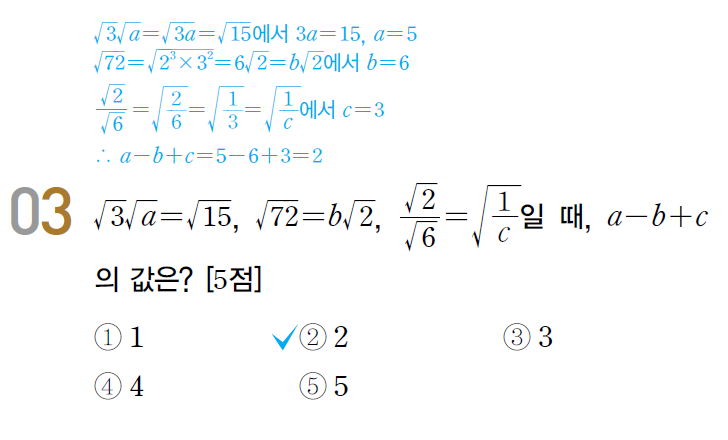 √3√a=√3a=√15에서 3a=15, a=5
√72=√(2³×3²)=6√2=b√2에서 b=6
√2/√6=√(2/6)=√(1/3)=√(1/c)에서 c=3
∴ a-b+c=5-6+3=2
03 √3√a=√15, √72=b√2, √2/√6=√(1/c)일 때, a-b+c
의 값은? [5점]
① 1 ② 2 ③ 3
④ 4 ⑤ 5